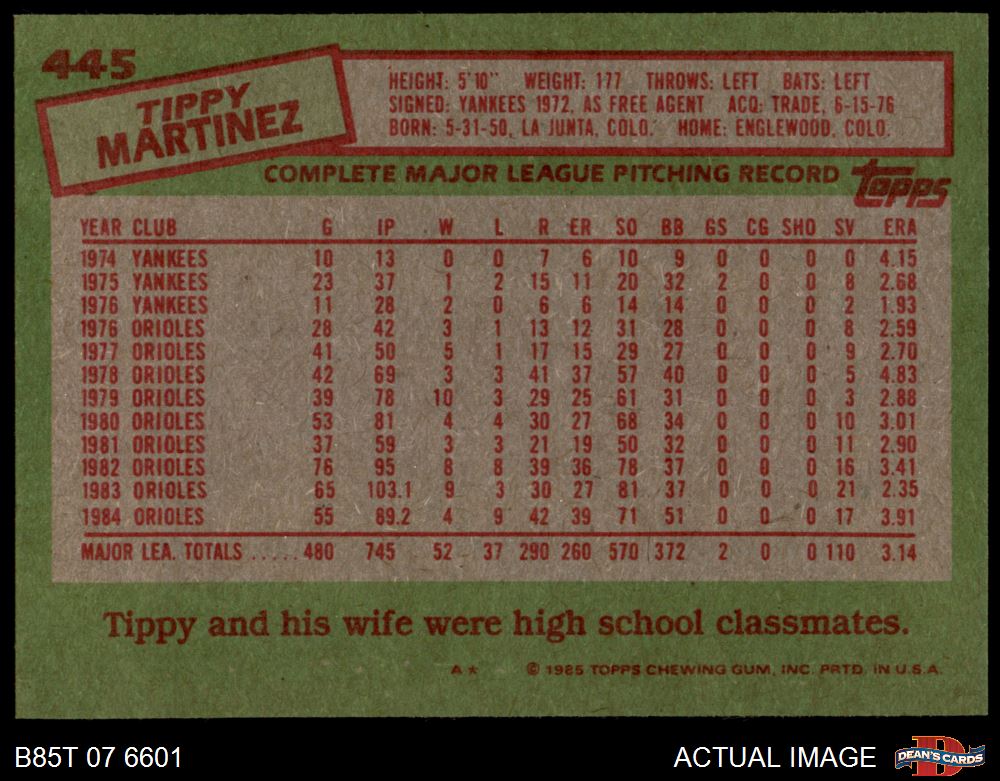 445
TIPPY
MARTINEZ
HEIGHT: 5'10" WEIGHT: 177 THROWS: LEFT BATS: LEFT
SIGNED: YANKEES 1972, AS FREE AGENT ACQ: TRADE, 6-15-76
BORN: 5-31-50, LA JUNTA, COLO. HOME: ENGLEWOOD, COLO.
COMPLETE MAJOR LEAGUE PITCHING RECORD
topps
YEAR CLUB G IP W L R ER SO BB GS CG SHO SV ERA
1974 YANKEES 10 13 0 0 7 6 10 9 0 0 0 0 4.15
1975 YANKEES 23 37 1 2 15 11 20 32 2 0 0 8 2.68
1976 YANKEES 11 28 2 0 6 6 14 14 0 0 0 2 1.93
1976 ORIOLES 28 42 3 1 13 12 31 28 0 0 0 8 2.59
1977 ORIOLES 41 50 5 1 17 15 29 27 0 0 0 9 2.70
1978 ORIOLES 42 69 3 3 41 37 57 40 0 0 0 5 4.83
1979 ORIOLES 39 78 10 3 29 25 61 31 0 0 0 3 2.88
1980 ORIOLES 53 81 4 4 30 27 68 34 0 0 0 10 3.01
1981 ORIOLES 37 59 3 3 21 19 50 32 0 0 0 11 2.90
1982 ORIOLES 76 95 8 8 39 36 78 37 0 0 0 16 3.41
1983 ORIOLES 65 103.1 9 3 30 27 81 37 0 0 0 21 2.35
1984 ORIOLES 55 89.2 4 9 42 39 71 51 0 0 0 17 3.91
MAJOR LEA. TOTALS ..... 480 745 52 37 290 260 570 372 2 0 0 110 3.14
Tippy and his wife were high school classmates.
A* © 1985 TOPPS CHEWING GUM, INC. PRTD. IN U.S.A.
B85T 07 6601
ACTUAL IMAGE
D
DEAN'S CARDS